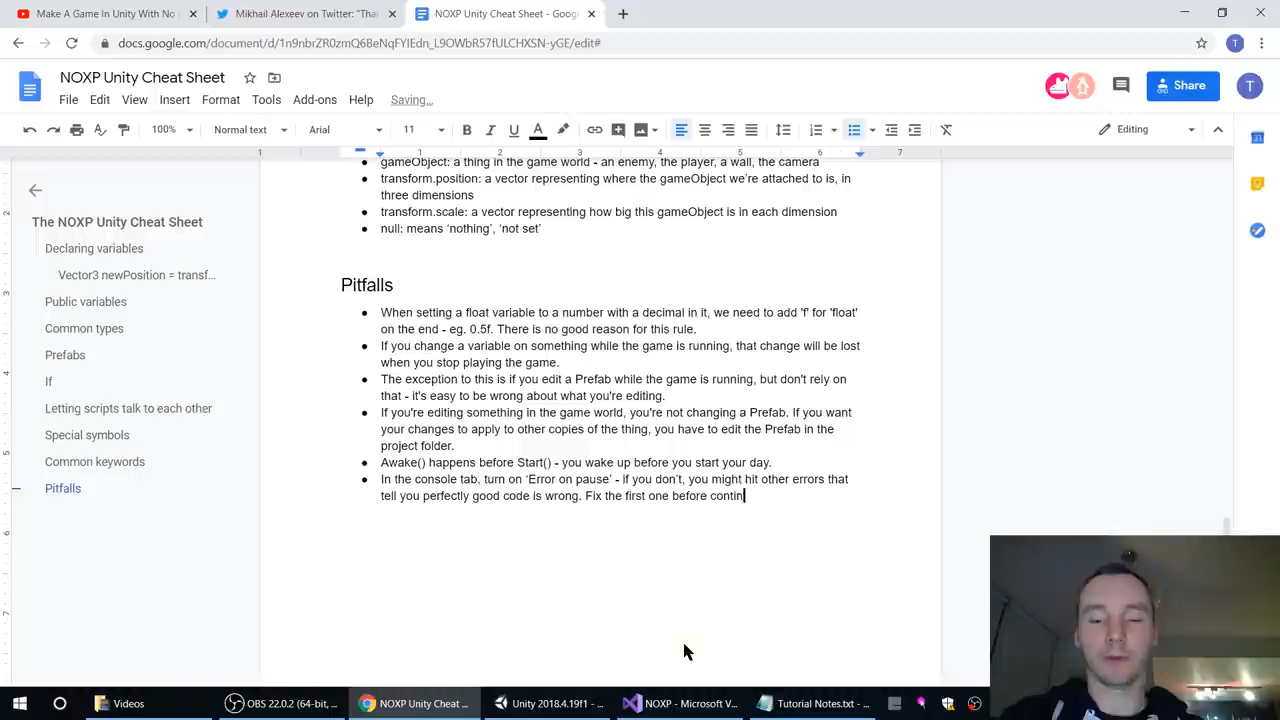 Make A Game In Unity With No
Mikhail Alexeev on Twitter: "Tha
NOXP Unity Cheat Sheet - Goog
docs.google.com/document/d/1n9nbrZR0zmQ6BeNqFYIEdn_L9OWbR57fULCHXSN-yGE/edit#
T
NOXP Unity Cheat Sheet
File Edit View Insert Format Tools Add-ons Help Saving...
Share
T
100% Normal text Arial 11 B I U A Editing
1 1 2 3 4 5 6 7
gameObject: a thing in the game world - an enemy, the player, a wall, the camera
transform.position: a vector representing where the gameObject we're attached to is, in
three dimensions
transform.scale: a vector representing how big this gameObject is in each dimension
null: means ‘nothing’, ‘not set’
Pitfalls
When setting a float variable to a number with a decimal in it, we need to add 'f' for 'float'
on the end - eg. 0.5f. There is no good reason for this rule.
If you change a variable on something while the game is running, that change will be lost
when you stop playing the game.
The exception to this is if you edit a Prefab while the game is running, but don't rely on
that - it's easy to be wrong about what you're editing.
If you're editing something in the game world, you're not changing a Prefab. If you want
your changes to apply to other copies of the thing, you have to edit the Prefab in the
project folder.
Awake() happens before Start() - you wake up before you start your day.
In the console tab, turn on ‘Error on pause’ - if you don’t, you might hit other errors that
tell you perfectly good code is wrong. Fix the first one before contin
The NOXP Unity Cheat Sheet
Declaring variables
Vector3 newPosition = transf...
Public variables
Common types
Prefabs
If
Letting scripts talk to each other
Special symbols
Common keywords
Pitfalls
2
3
4
5
6
7
Videos
OBS 22.0.2 (64-bit, ...
NOXP Unity Cheat ...
Unity 2018.4.19f1 - ...
NOXP - Microsoft V...
Tutorial Notes.txt - ...